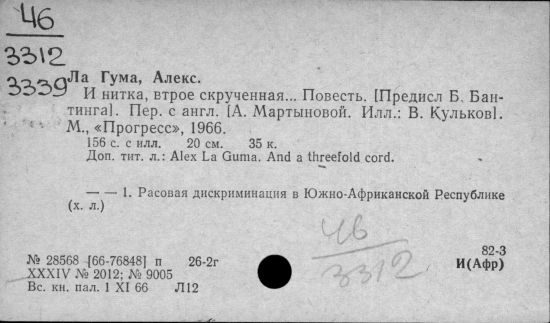 Ч6
3312
3339
Ла Гума, Алекс.
И нитка, втрое скрученная... Повесть. [Предисл Б. Бан-
тинга]. Пер. с англ. [А. Мартыновой. Илл.: В. Кульков].
М., «Прогресс», 1966.
156 с. с илл. 20 см. 35 к.
Доп. тит. л.: Alex La Guma. And a threefold cord.
— — 1. Расовая дискриминация в Южно-Африканской Республике
(х. л.)
Ч6
3312
№ 28568 [66-76848] п 26-2г
XXXIV № 2012; № 9005
Вс. кн. пал. 1 XI 66 Л12
82-3
И(Афр)